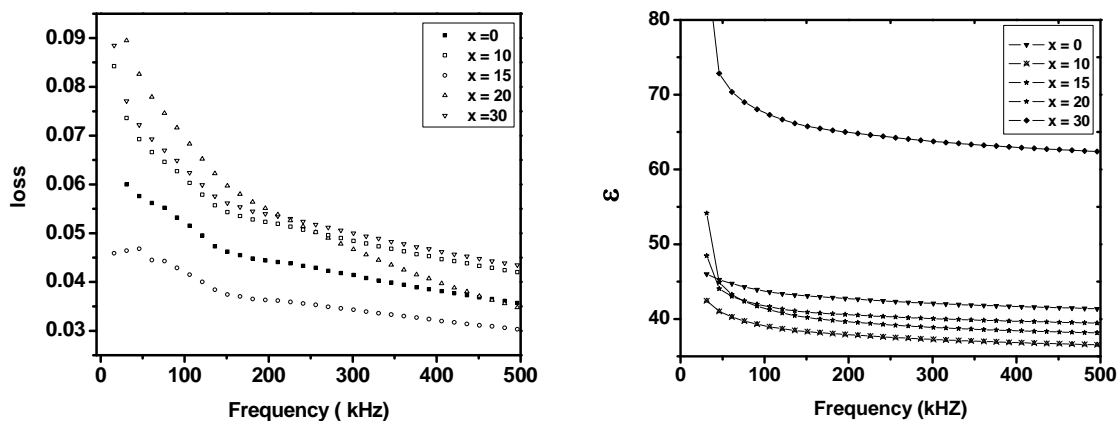 0.09
0.08
0.07
0.06
0.05
0.04
0.03
loss
0
100
200
300
400
500
Frequency ( kHz)
x =0
x = 10
x = 15
x = 20
x =30
80
70
60
50
40
ε
0
100
200
300
400
500
Frequency (kHZ)
x = 0
x = 10
x = 15
x = 20
x = 30